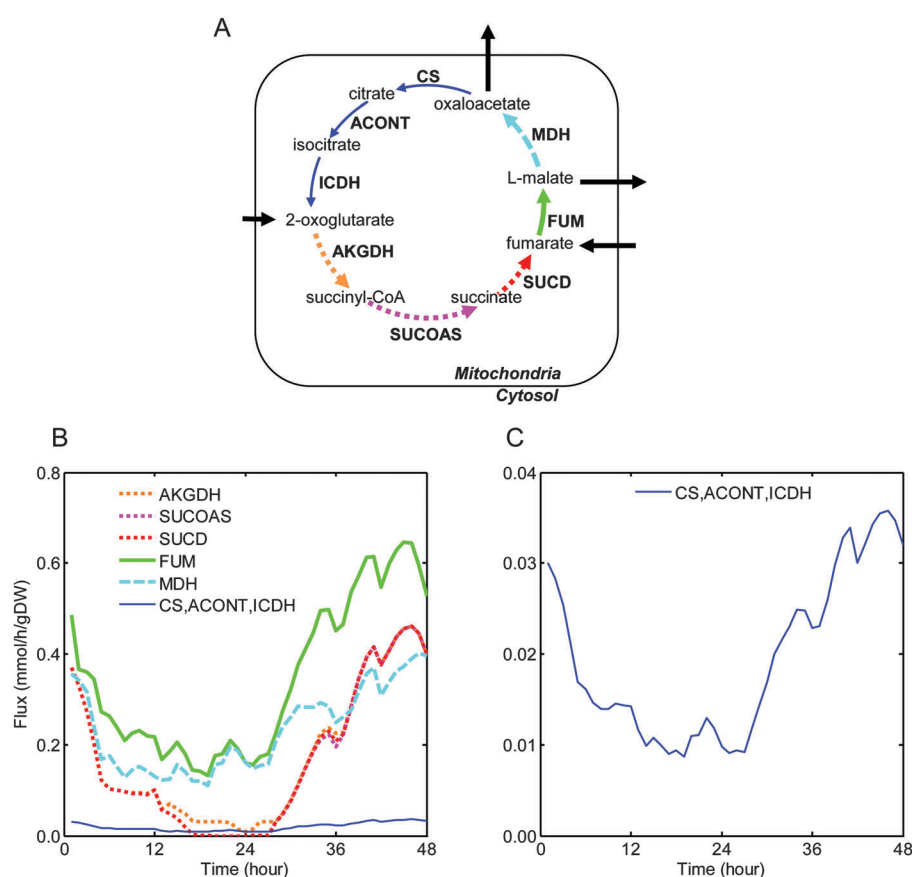 A
CS
citrate
oxaloacetate
ACONT
MDH
isocitrate
ICDH
L-malate
2-oxoglutarate
FUM
AKGDH
fumarate
SUCD
succinyl-CoA
succinate
SUCOAS
Mitochondria
Cytosol
B
Flux (mmol/h/gDW)
0.8
0.6
0.4
0.2
0.0
AKGDH
SUCOAS
SUCD
FUM
MDH
CS,ACONT,ICDH
0 12 24 36 48
Time (hour)
C
0.04
0.03
0.02
0.01
0.00
CS,ACONT,ICDH
0 12 24 36 48
Time (hour)